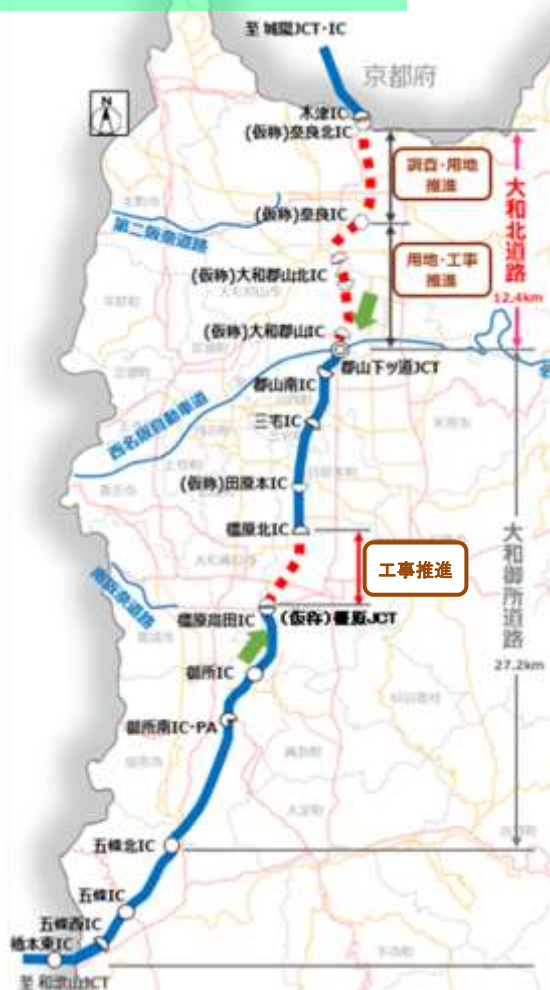 至 城陽JCT・IC
京都府
N
木津IC
(仮称)奈良北IC
調査・用地
推進
大和北道路
12.4km
(仮称)奈良IC
第二阪奈道路
用地・工事
推進
(仮称)大和郡山北IC
(仮称)大和郡山IC
郡山下ツ道JCT
郡山南IC
西名阪自動車道
三宅IC
(仮称)田原本IC
橿原北IC
大和御所道路
27.2km
工事推進
南阪奈道路
橿原高田IC
(仮称)橿原JCT
御所IC
御所南IC・PA
五條北IC
五條IC
五條西IC
橋本東IC
至 和歌山JCT